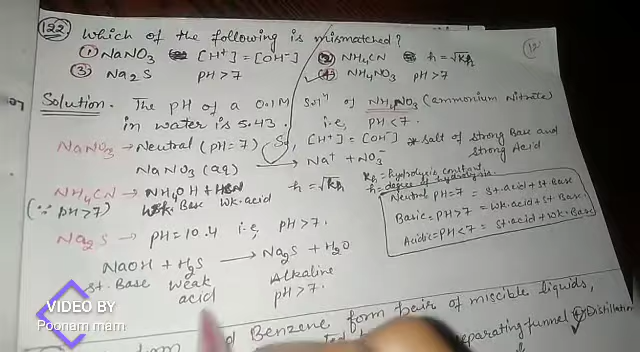 (122) Which of the following is mismatched?
① NaNO3 [H+] = [OH-] ② NH4CN h = √Kh
③ Na2S PH > 7 ④ NH4NO3 PH > 7
12
Solution. The PH of a 0.1M Sol^n of NH4NO3 (ammonium Nitrate)
in water is 5.43. i.e, PH < 7.
NaNO3 → Neutral (PH = 7) So, [H+] = [OH-] * salt of Strong Base and Strong Acid
NaNO3 (aq) → Na+ + NO3-
NH4CN → NH4OH + HCN h = √Kh
(∵ PH > 7) Wk. Base Wk. acid
Kh = hydrolysis constant
h = degree of hydrolysis.
Neutral PH = 7 = St. acid + St. Base
Basic = PH > 7 = Wk. acid + St. Base.
Acidic = PH < 7 = St. acid + Wk. Base
Na2S → PH = 10.4 i.e, PH > 7.
NaOH + H2S → Na2S + H2O
St. Base Weak acid Alkaline
PH > 7.
VIDEO BY
Poonam mam
Benzene form pair of miscible liquids,
separating funnel Distillation